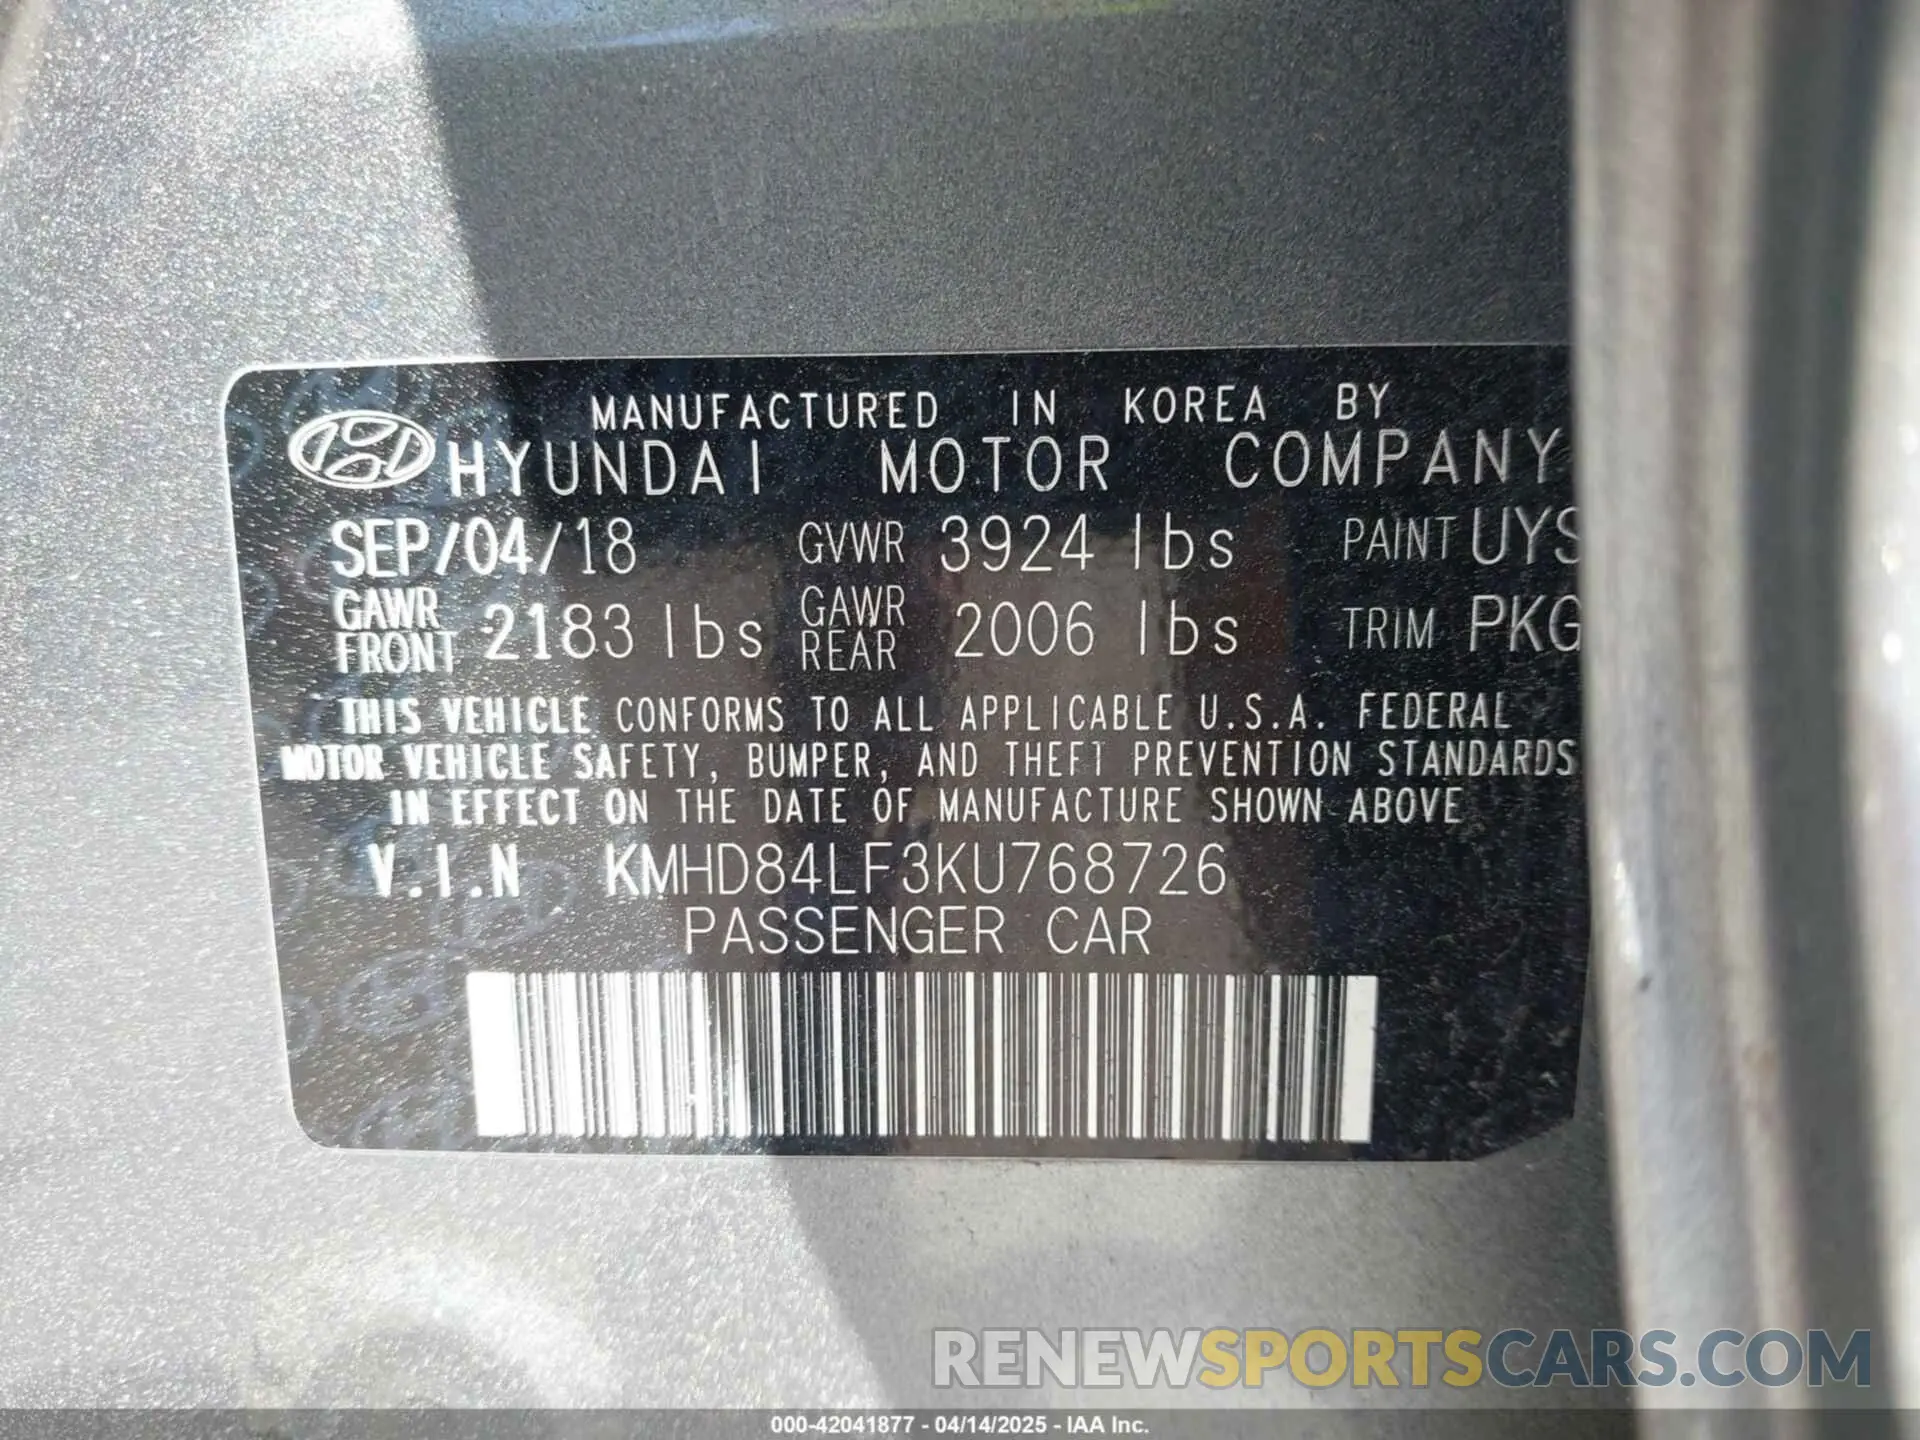 MANUFACTURED IN KOREA BY
HYUNDAI MOTOR COMPANY
SEP/04/18 GVWR 3924 lbs PAINT UYS
GAWR FRONT 2183 lbs GAWR REAR 2006 lbs TRIM PKG
THIS VEHICLE CONFORMS TO ALL APPLICABLE U.S.A. FEDERAL
MOTOR VEHICLE SAFETY, BUMPER, AND THEFT PREVENTION STANDARDS
IN EFFECT ON THE DATE OF MANUFACTURE SHOWN ABOVE
V.I.N KMHD84LF3KU768726
PASSENGER CAR
RENEWSPORTSCARS.COM
000-42041877 - 04/14/2025 - IAA Inc.